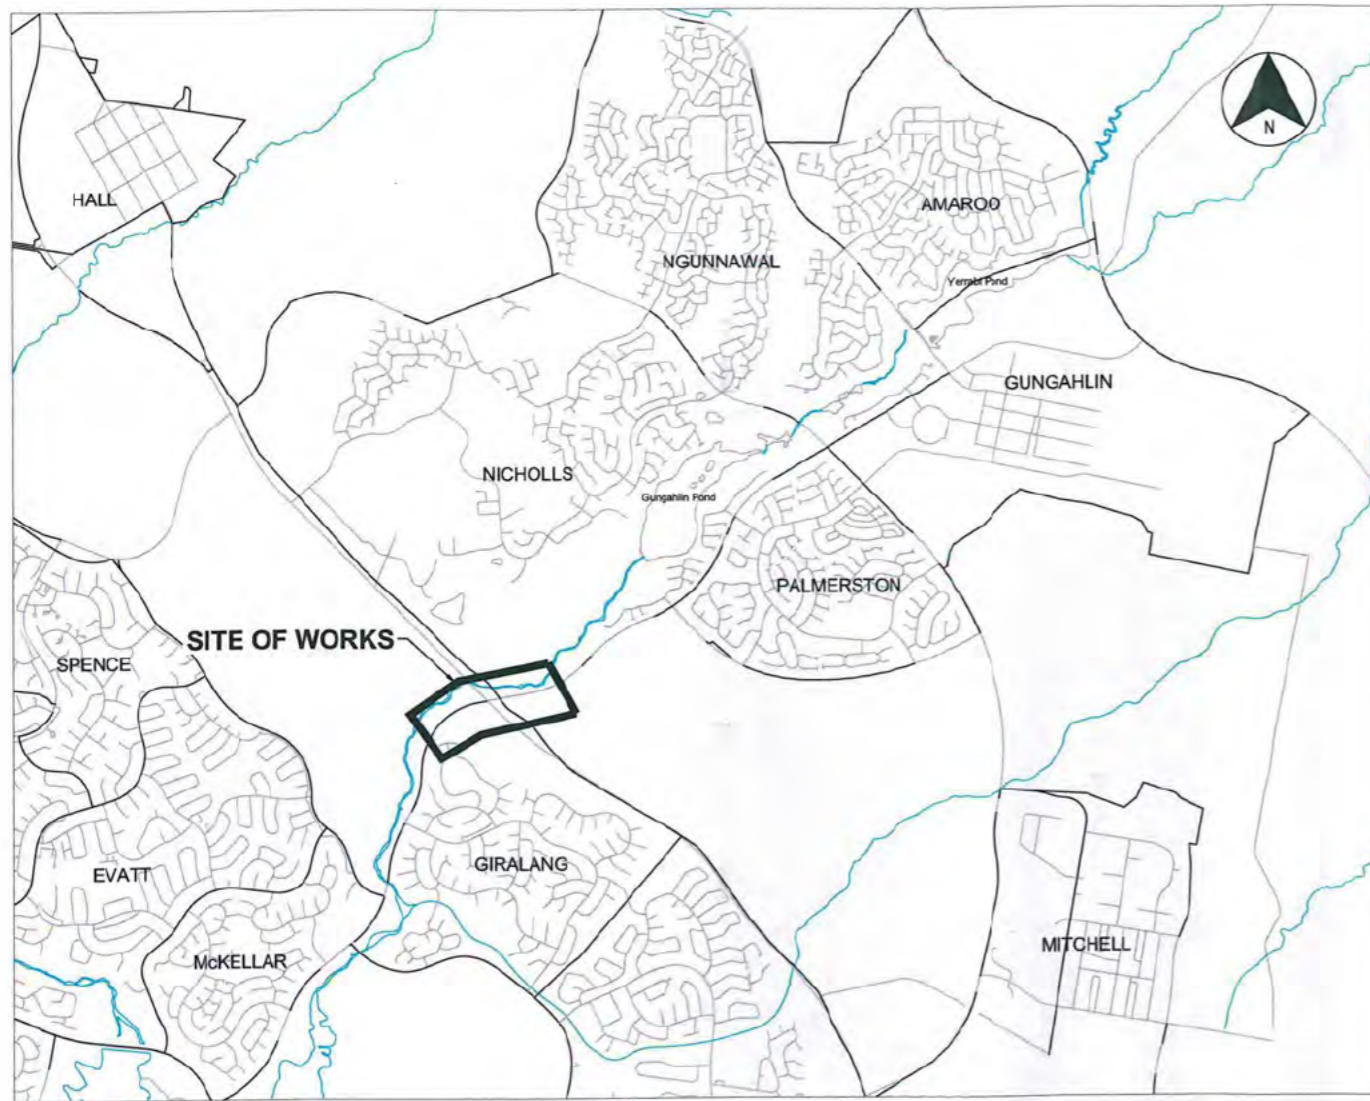 N
HALL
AMAROO
NGUNNAWAL
Yerrabi Pond
GUNGAHLIN
NICHOLLS
Gungahlin Pond
PALMERSTON
SITE OF WORKS
SPENCE
GIRALANG
EVATT
MITCHELL
McKELLAR